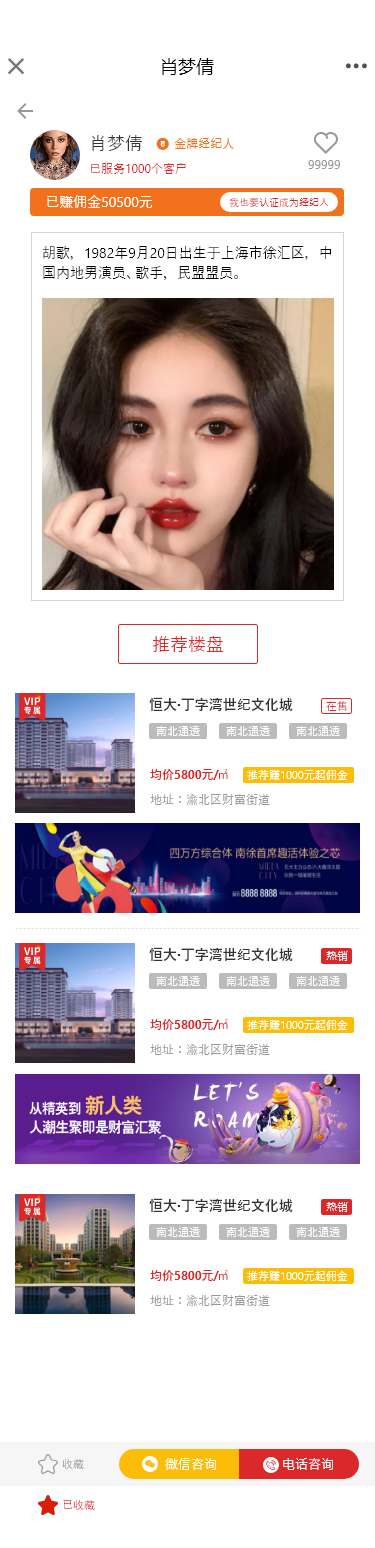 肖梦倩
肖梦倩 金牌经纪人
已服务1000个客户
99999
已赚佣金50500元
我也要认证成为经纪人
胡歌，1982年9月20日出生于上海市徐汇区，中
国内地男演员、歌手，民盟盟员。
推荐楼盘
VIP
专属
恒大·丁字湾世纪文化城 在售
南北通透 南北通透 南北通透
均价5800元/㎡ 推荐赚1000元起佣金
地址：渝北区财富街道
四万方综合体 南徐首席趣活体验之芯
MIFA
CITY
8888 8888
VIP
专属
恒大·丁字湾世纪文化城 热销
南北通透 南北通透 南北通透
均价5800元/㎡ 推荐赚1000元起佣金
地址：渝北区财富街道
从精英到 新人类
人潮生聚即是财富汇聚
LET'S
ROAM
VIP
专属
恒大·丁字湾世纪文化城 热销
南北通透 南北通透 南北通透
均价5800元/㎡ 推荐赚1000元起佣金
地址：渝北区财富街道
收藏 微信咨询 电话咨询
已收藏